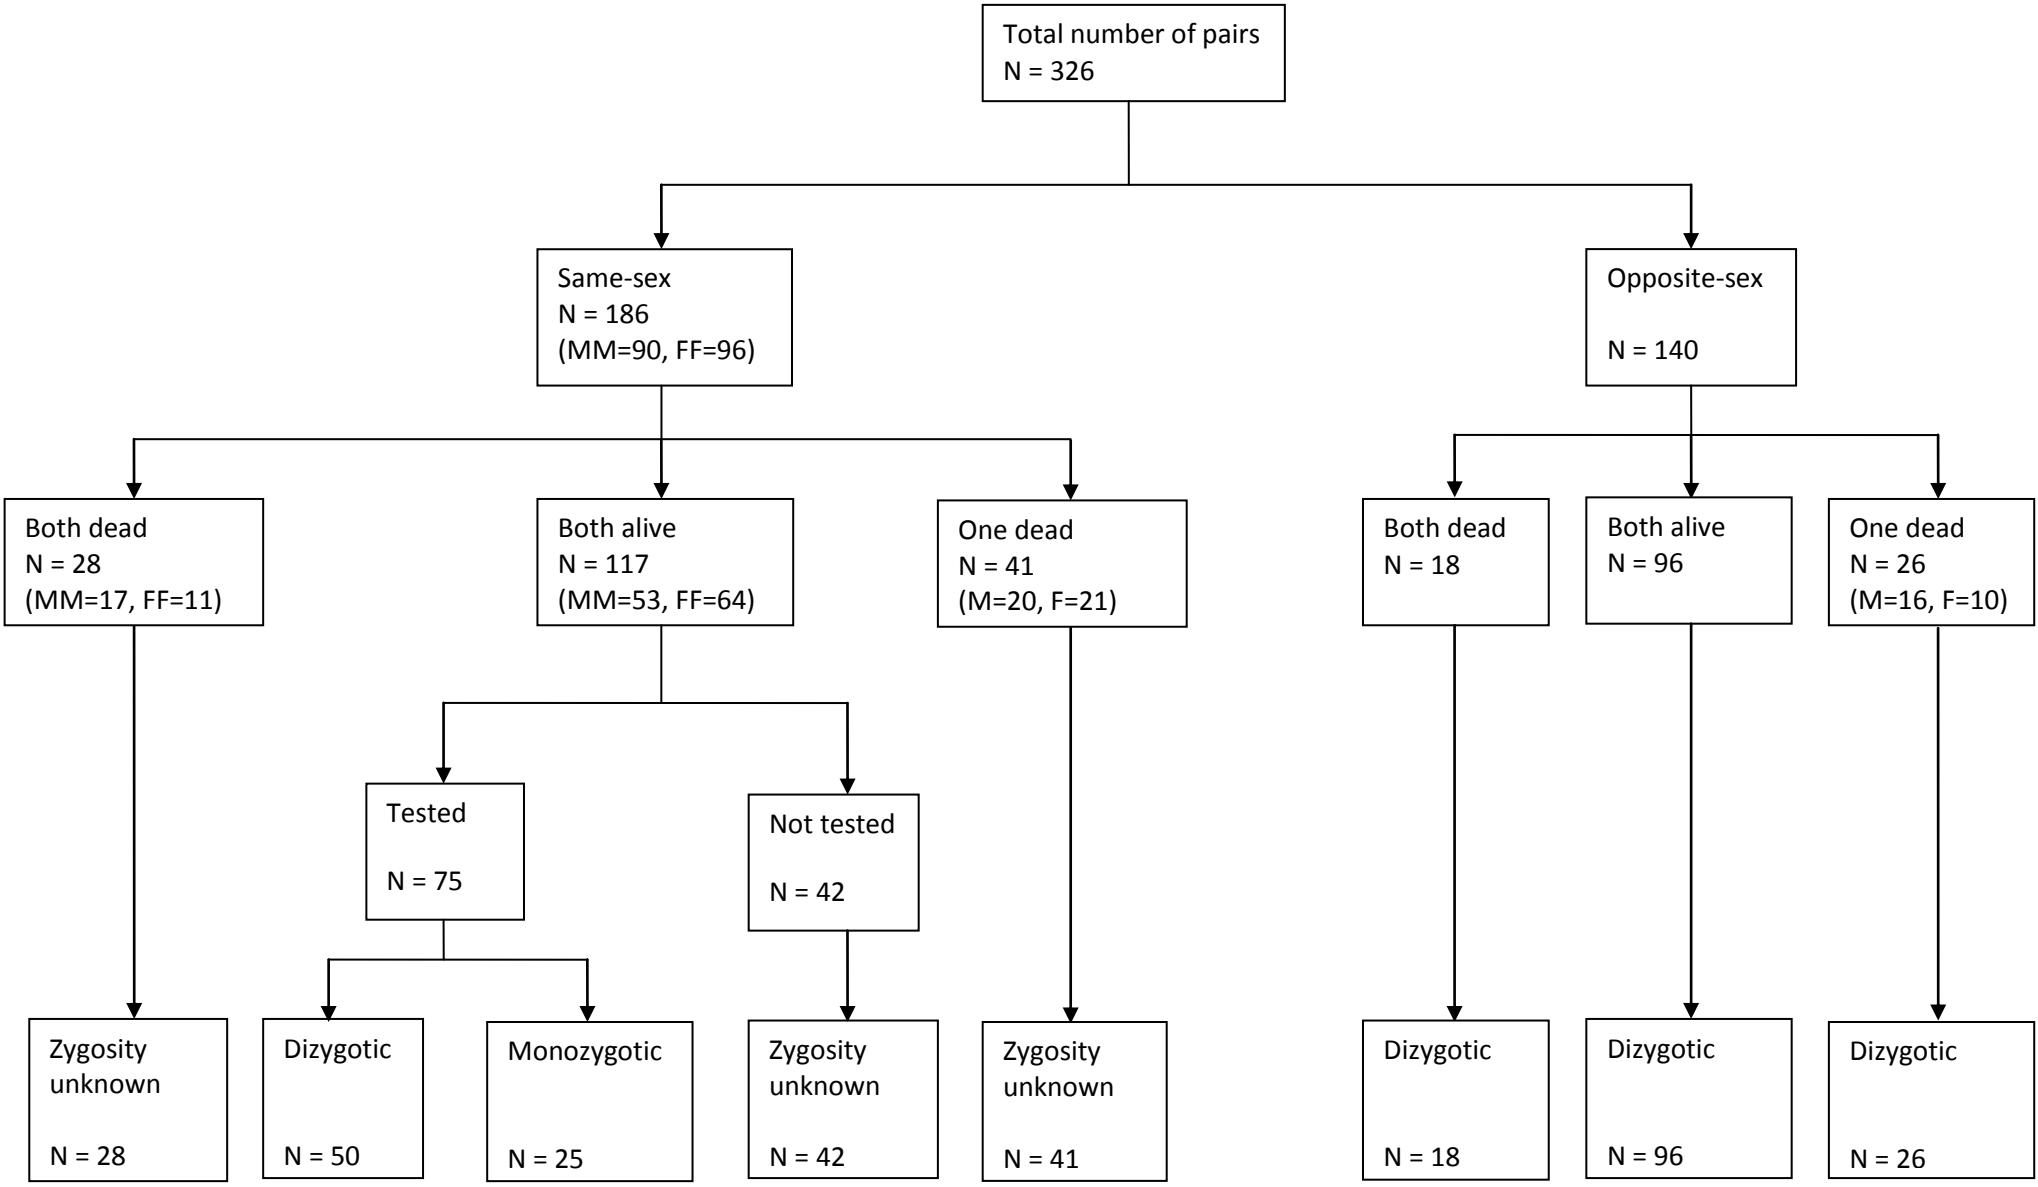 Total number of pairs
N = 326
Same-sex
N = 186
(MM=90, FF=96)
Opposite-sex
N = 140
Both dead
N = 28
(MM=17, FF=11)
Both alive
N = 117
(MM=53, FF=64)
One dead
N = 41
(M=20, F=21)
Both dead
N = 18
Both alive
N = 96
One dead
N = 26
(M=16, F=10)
Tested
N = 75
Not tested
N = 42
Zygosity
unknown
N = 28
Dizygotic
N = 50
Monozygotic
N = 25
Zygosity
unknown
N = 42
Zygosity
unknown
N = 41
Dizygotic
N = 18
Dizygotic
N = 96
Dizygotic
N = 26